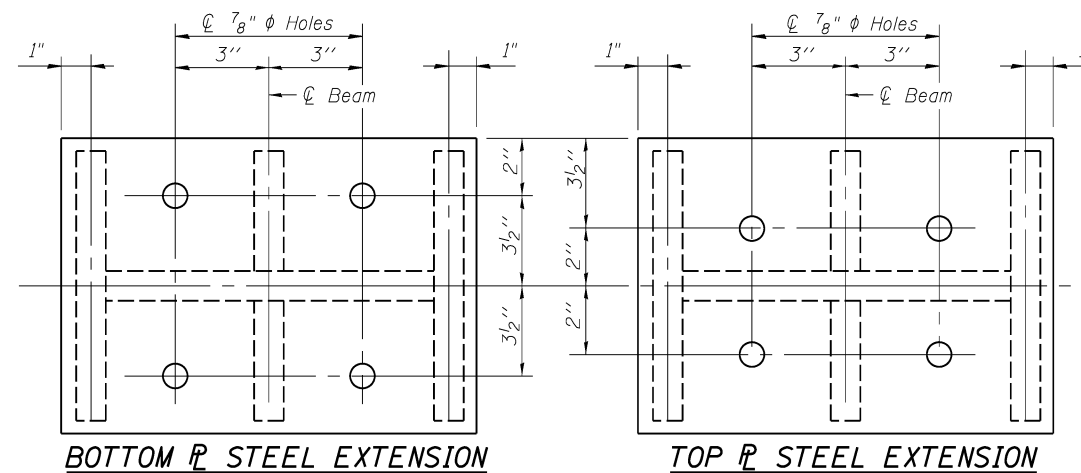 ℄ 7/8" ϕ Holes
1"
3"
3"
1"
℄ Beam
2"
3½"
3½"
BOTTOM ⅊ STEEL EXTENSION
℄ 7/8" ϕ Holes
1"
3"
3"
℄ Beam
3½"
2"
2"
TOP ⅊ STEEL EXTENSION